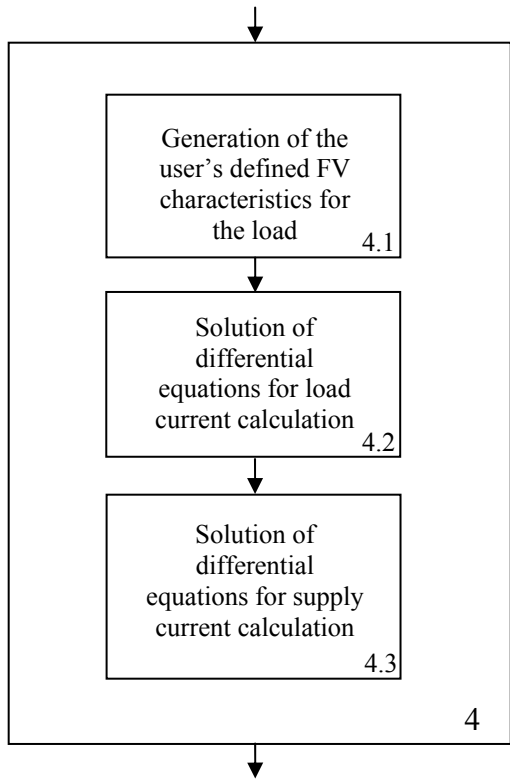 Generation of the
user's defined FV
characteristics for
the load
4.1
Solution of
differential
equations for load
current calculation
4.2
Solution of
differential
equations for supply
current calculation
4.3
4